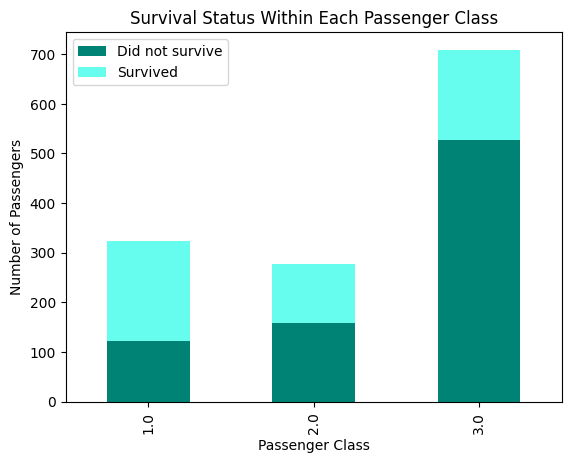 Survival Status Within Each Passenger Class
Did not survive
Survived
Number of Passengers
700
600
500
400
300
200
100
0
1.0
2.0
3.0
Passenger Class